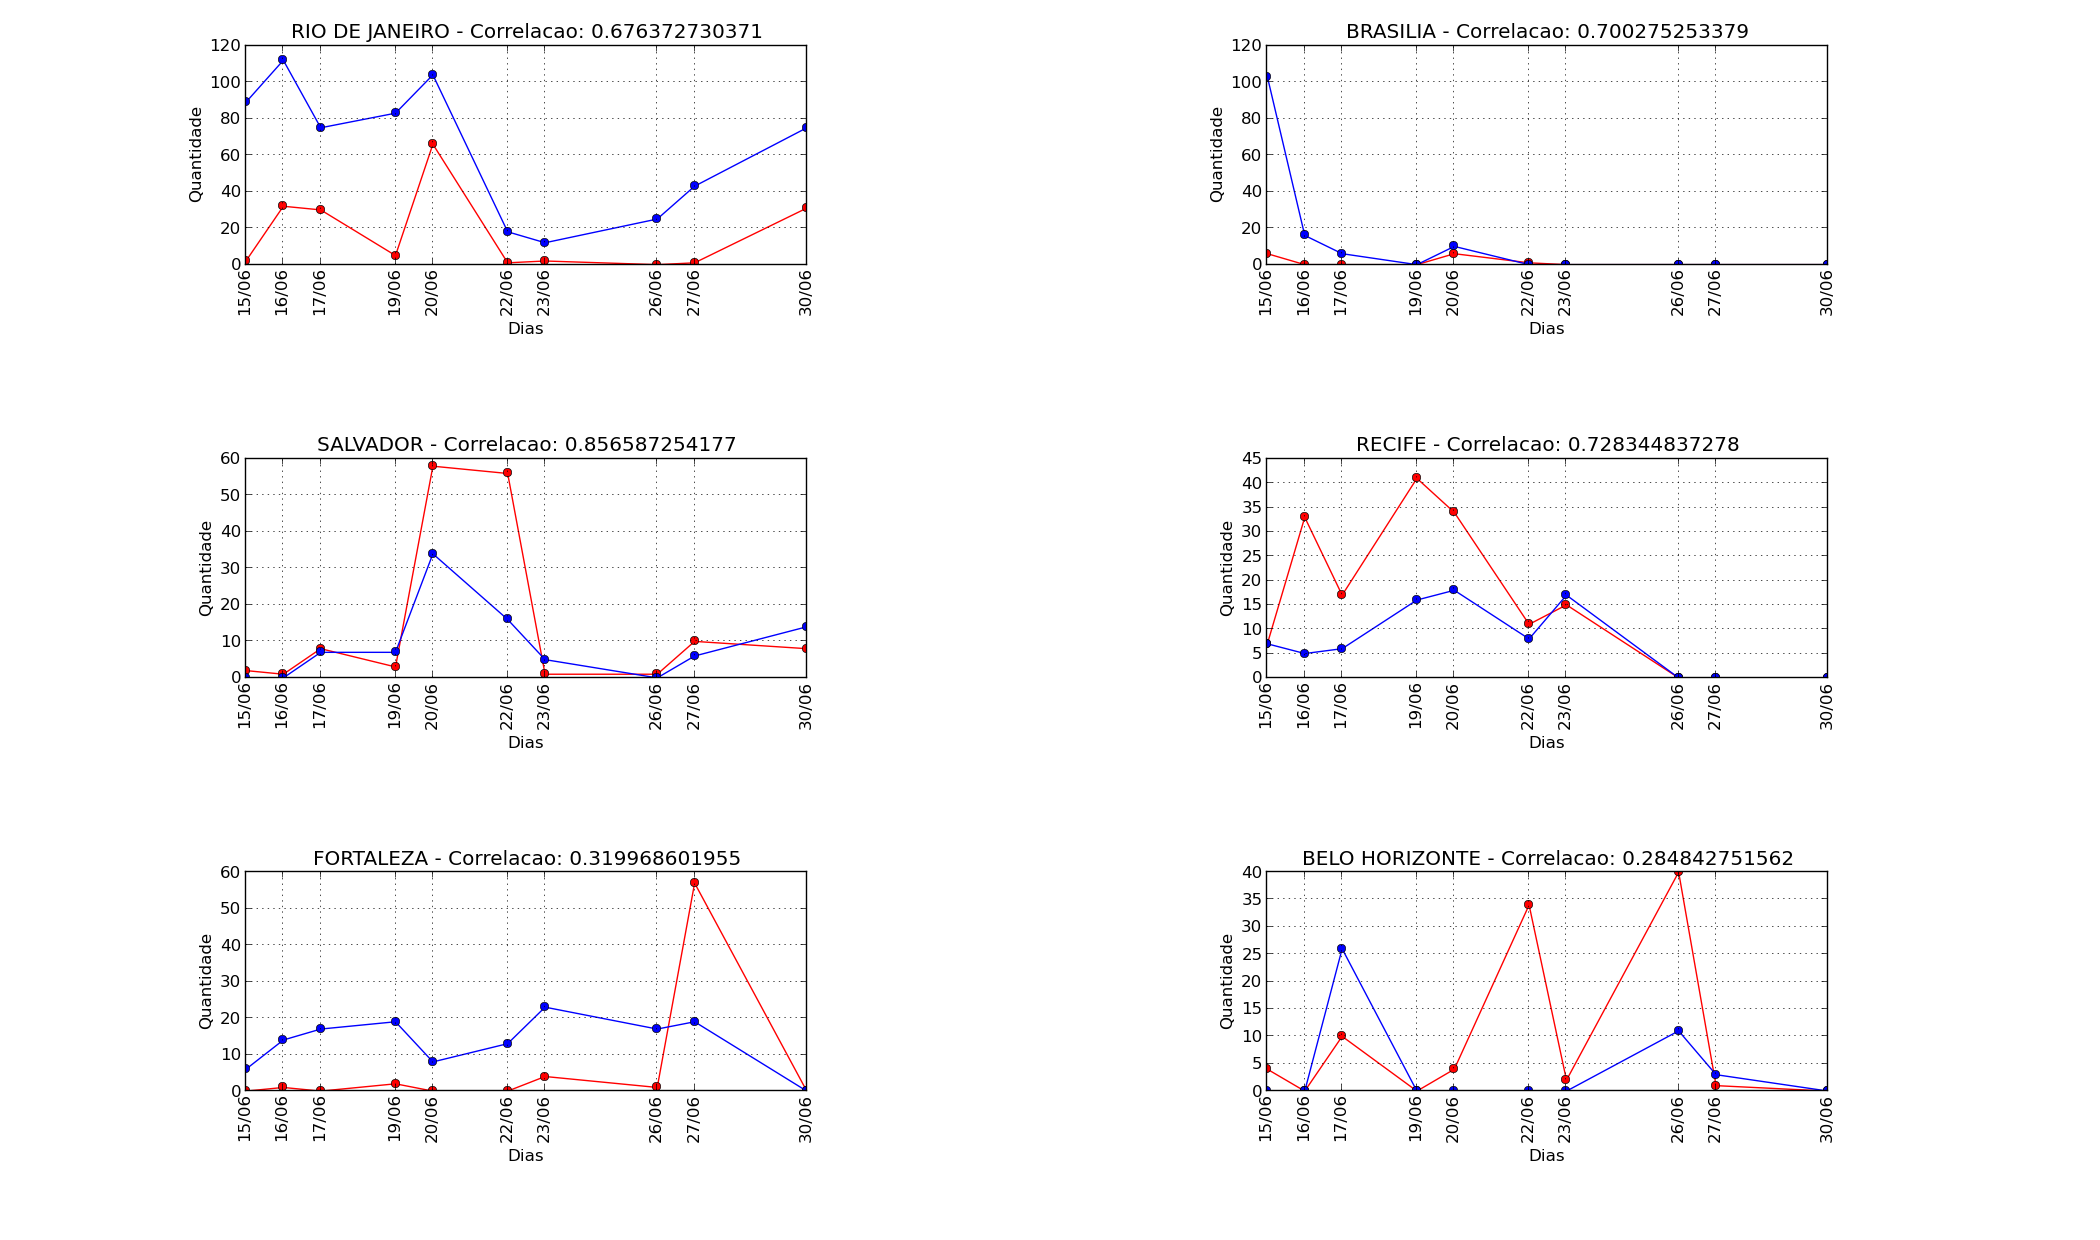 RIO DE JANEIRO - Correlacao: 0.676372730371
120
100
80
60
40
20
0
Quantidade
15/06 16/06 17/06 19/06 20/06 22/06 23/06 26/06 27/06 30/06
Dias
BRASILIA - Correlacao: 0.700275253379
120
100
80
60
40
20
0
Quantidade
15/06 16/06 17/06 19/06 20/06 22/06 23/06 26/06 27/06 30/06
Dias
SALVADOR - Correlacao: 0.856587254177
60
50
40
30
20
10
0
Quantidade
15/06 16/06 17/06 19/06 20/06 22/06 23/06 26/06 27/06 30/06
Dias
RECIFE - Correlacao: 0.728344837278
45
40
35
30
25
20
15
10
5
0
Quantidade
15/06 16/06 17/06 19/06 20/06 22/06 23/06 26/06 27/06 30/06
Dias
FORTALEZA - Correlacao: 0.319968601955
60
50
40
30
20
10
0
Quantidade
15/06 16/06 17/06 19/06 20/06 22/06 23/06 26/06 27/06 30/06
Dias
BELO HORIZONTE - Correlacao: 0.284842751562
40
35
30
25
20
15
10
5
0
Quantidade
15/06 16/06 17/06 19/06 20/06 22/06 23/06 26/06 27/06 30/06
Dias